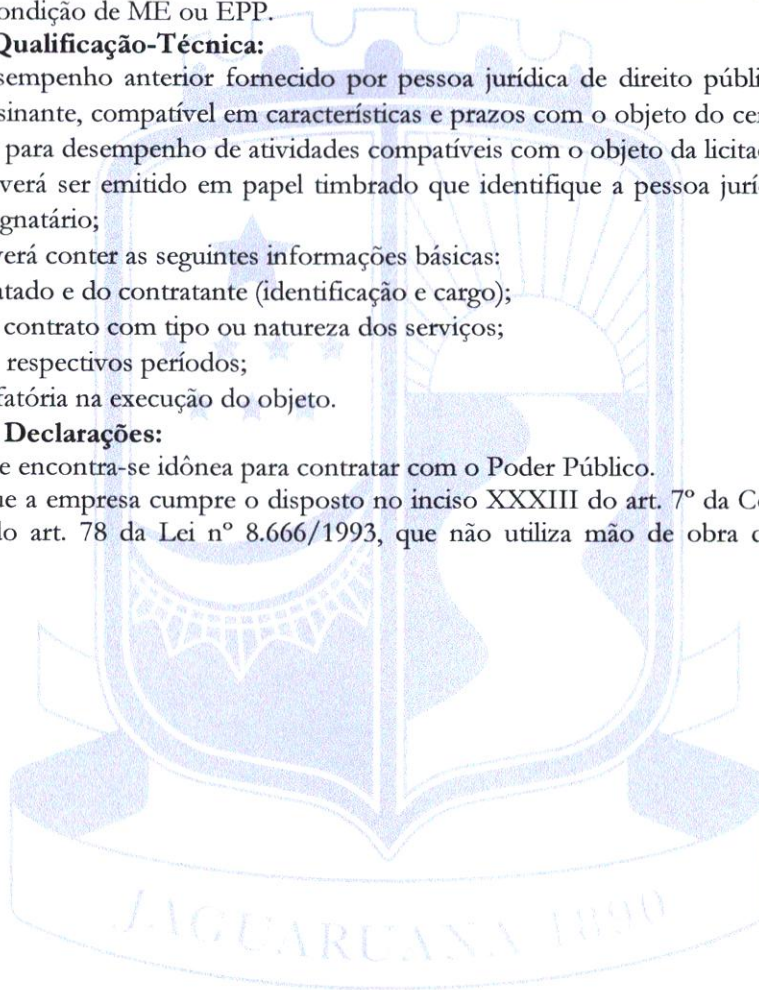 ondição de ME ou EPP.
Qualificação-Técnica:
sempenho anterior fornecido por pessoa jurídica de direito públi
sinante, compatível em características e prazos com o objeto do ce
para desempenho de atividades compatíveis com o objeto da licita
verá ser emitido em papel timbrado que identifique a pessoa jurí
gnatário;
verá conter as seguintes informações básicas:
atado e do contratante (identificação e cargo);
contrato com tipo ou natureza dos serviços;
respectivos períodos;
fatória na execução do objeto.
Declarações:
e encontra-se idônea para contratar com o Poder Público.
ue a empresa cumpre o disposto no inciso XXXIII do art. 7º da C
lo art. 78 da Lei nº 8.666/1993, que não utiliza mão de obra
JAGUARUANA 1890